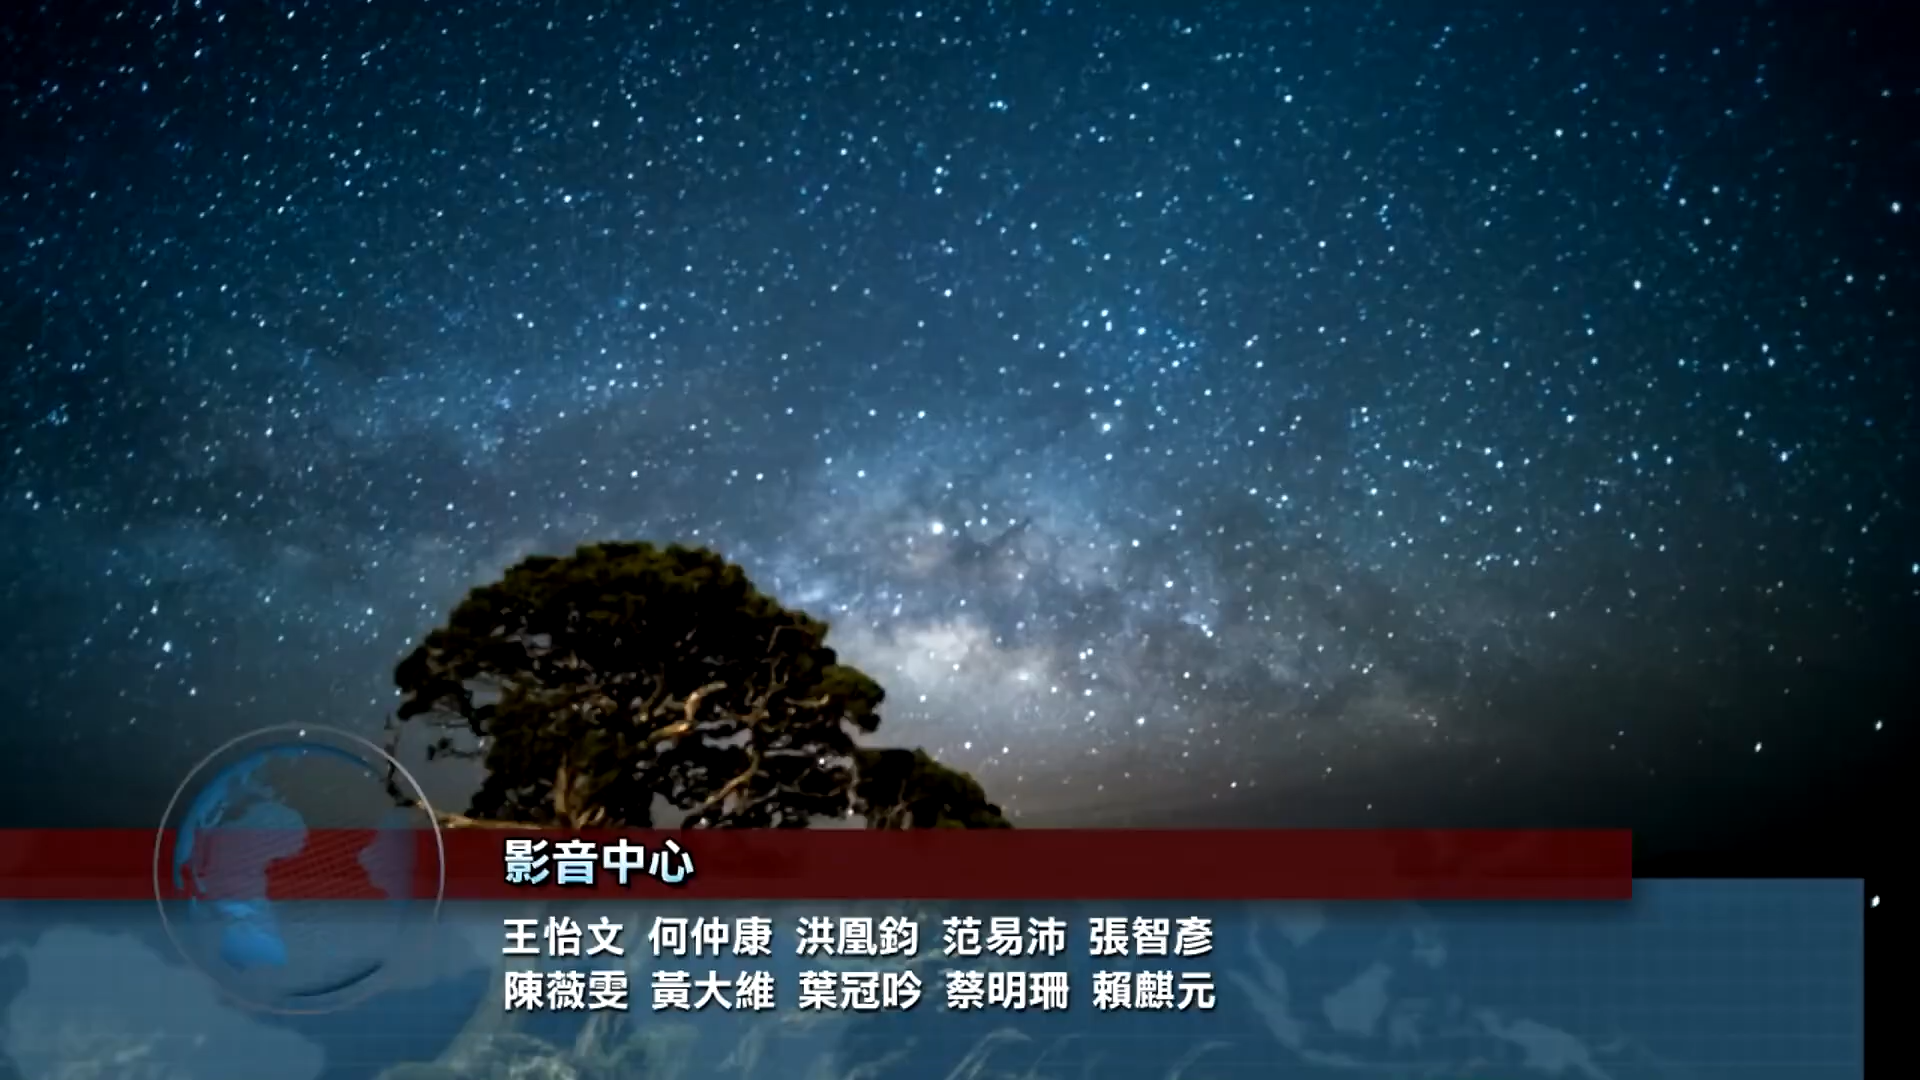 影音中心
王怡文 何仲康 洪凰鈞 范易沛 張智彥
陳薇雯 黃大維 葉冠吟 蔡明珊 賴麒元